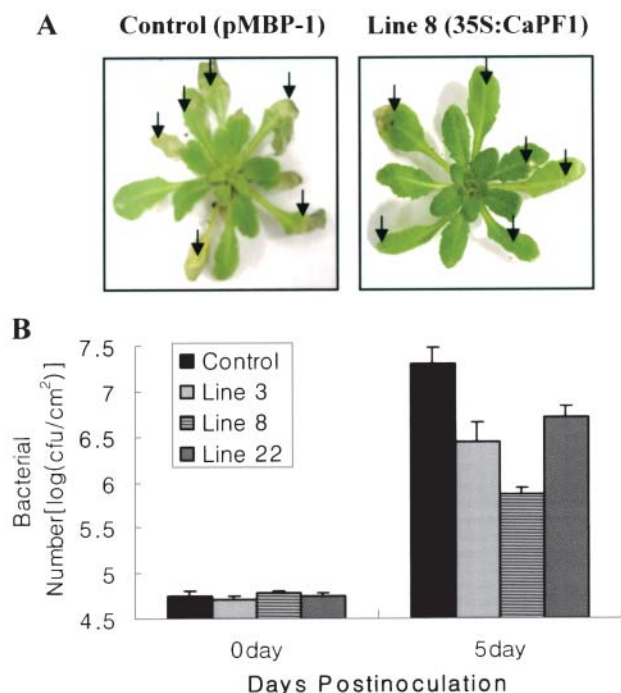 A Control (pMBP-1) Line 8 (35S:CaPF1)
B
7.5
7
6.5
6
5.5
5
4.5
Bacterial
Number[log(cfu/cm²)]
Control
Line 3
Line 8
Line 22
0day 5day
Days Postinoculation